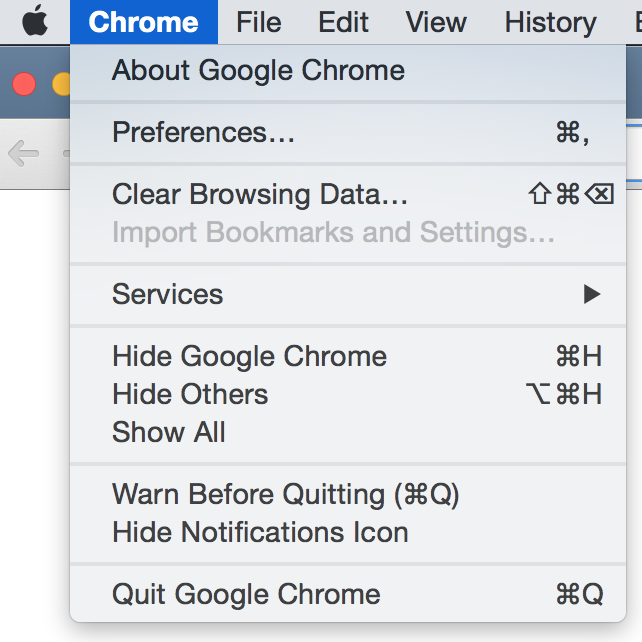 Chrome File Edit View History
About Google Chrome
Preferences… ⌘,
Clear Browsing Data… ⇧⌘⌫
Import Bookmarks and Settings…
Services ▶
Hide Google Chrome ⌘H
Hide Others ⌥⌘H
Show All
Warn Before Quitting (⌘Q)
Hide Notifications Icon
Quit Google Chrome ⌘Q